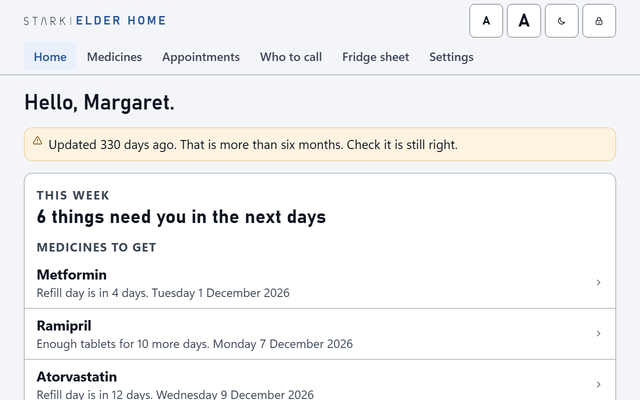 STARK | ELDER HOME
A A
Home Medicines Appointments Who to call Fridge sheet Settings
Hello, Margaret.
Updated 330 days ago. That is more than six months. Check it is still right.
THIS WEEK
6 things need you in the next days
MEDICINES TO GET
Metformin
Refill day is in 4 days. Tuesday 1 December 2026
Ramipril
Enough tablets for 10 more days. Monday 7 December 2026
Atorvastatin
Refill day is in 12 days. Wednesday 9 December 2026